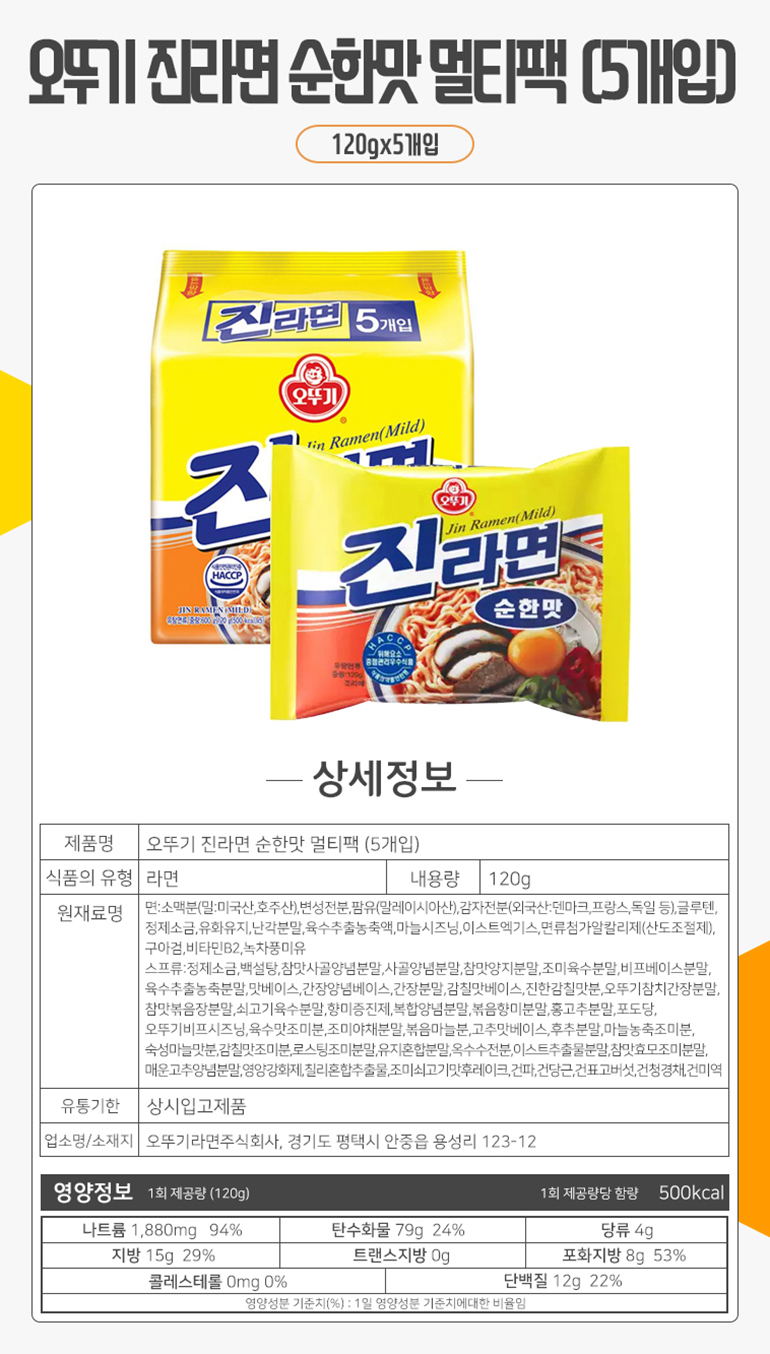 오뚜기 진라면 순한맛 멀티팩 (5개입)
120gx5개입
진라면 5개입
오뚜기
Jin Ramen(Mild)
진라면
HACCP
JIN RAMEN(MILD)
오뚜기
Jin Ramen(Mild)
진라면
순한맛
HACCP
위해요소
중점관리우수식품
상세정보
제품명 오뚜기 진라면 순한맛 멀티팩 (5개입)
식품의 유형 라면 내용량 120g
원재료명 면:소맥분(밀:미국산,호주산),변성전분,팜유(말레이시아산),감자전분(외국산:덴마크,프랑스,독일 등),글루텐,
정제소금,유화유지,난각분말,육수추출농축액,마늘시즈닝,이스트엑기스,면류첨가알칼리제(산도조절제),
구아검,비타민B2,녹차풍미유
스프류:정제소금,백설탕,참맛사골양념분말,사골양념분말,참맛양지분말,조미육수분말,비프베이스분말,
육수추출농축분말,맛베이스,간장양념베이스,간장분말,감칠맛베이스,진한감칠맛분,오뚜기참치간장분말,
참맛볶음장분말,쇠고기육수분말,향미증진제,복합양념분말,볶음향미분말,홍고추분말,포도당,
오뚜기비프시즈닝,육수맛조미분,조미야채분말,볶음마늘분,고추맛베이스,후추분말,마늘농축조미분,
숙성마늘맛분,감칠맛조미분,로스팅조미분말,유지혼합분말,옥수수전분,이스트추출물분말,참맛효모조미분말,
매운고추양념분말,영양강화제,칠리혼합추출물,조미쇠고기맛후레이크,건파,건당근,건표고버섯,건청경채,건미역
유통기한 상시입고제품
업소명/소재지 오뚜기라면주식회사, 경기도 평택시 안중읍 용성리 123-12
영양정보 1회 제공량 (120g) 1회 제공량당 함량 500kcal
나트륨 1,880mg 94% 탄수화물 79g 24% 당류 4g
지방 15g 29% 트랜스지방 0g 포화지방 8g 53%
콜레스테롤 0mg 0% 단백질 12g 22%
영양성분 기준치(%) : 1일 영양성분 기준치에대한 비율임